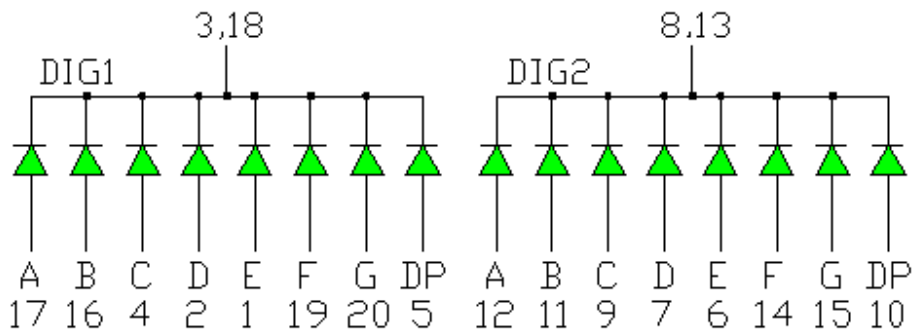 3,18 8,13
DIG1 DIG2
A B C D E F G DP A B C D E F G DP
17 16 4 2 1 19 20 5 12 11 9 7 6 14 15 10